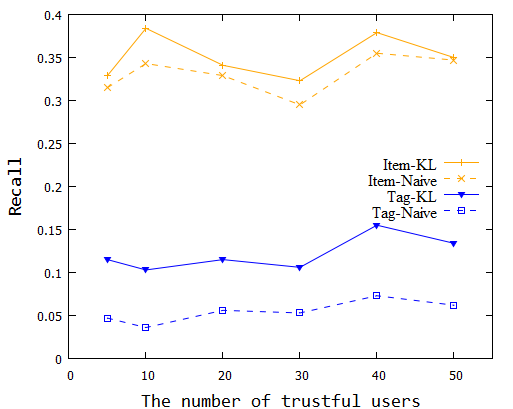 0.4
0.35
0.3
0.25
0.2
0.15
0.1
0.05
0
Recall
Item-KL
Item-Naive
Tag-KL
Tag-Naive
0 10 20 30 40 50
The number of trustful users